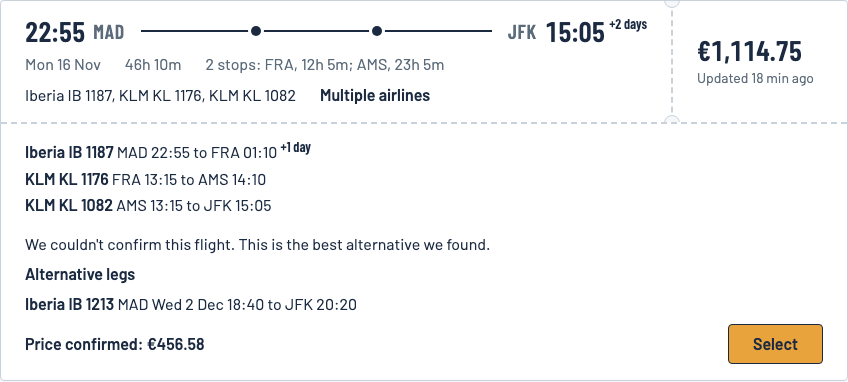 22:55 MAD JFK 15:05 +2 days
Mon 16 Nov 46h 10m 2 stops: FRA, 12h 5m; AMS, 23h 5m
Iberia IB 1187, KLM KL 1176, KLM KL 1082 Multiple airlines
€1,114.75
Updated 18 min ago
Iberia IB 1187 MAD 22:55 to FRA 01:10 +1 day
KLM KL 1176 FRA 13:15 to AMS 14:10
KLM KL 1082 AMS 13:15 to JFK 15:05
We couldn't confirm this flight. This is the best alternative we found.
Alternative legs
Iberia IB 1213 MAD Wed 2 Dec 18:40 to JFK 20:20
Price confirmed: €456.58
Select